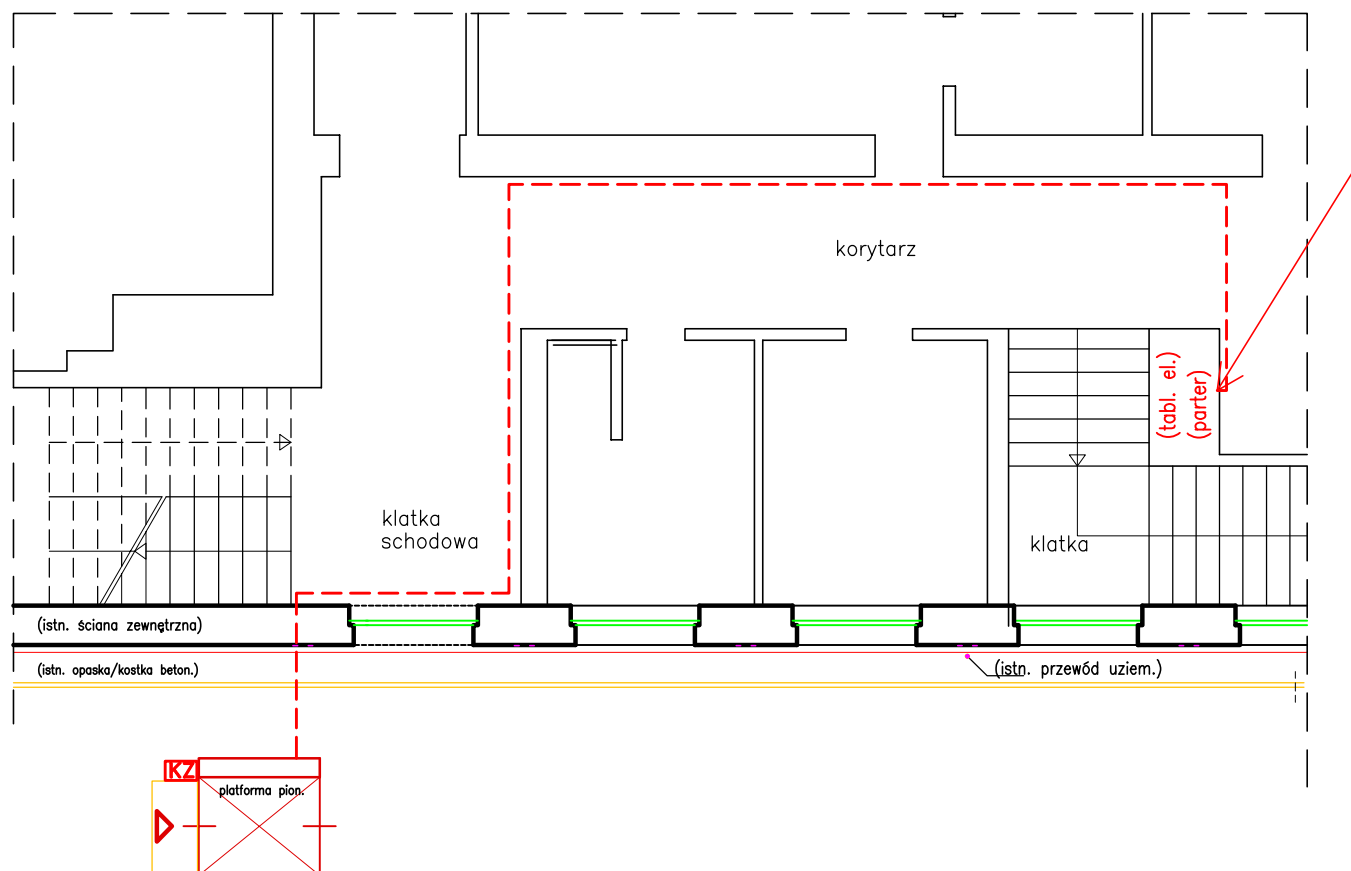 korytarz
(tabl. el.)
(parter)
klatka
schodowa
klatka
(istn. ściana zewnętrzna)
(istn. opaska/kostka beton.)
(istn. przewód uziem.)
KZ
platforma pion.